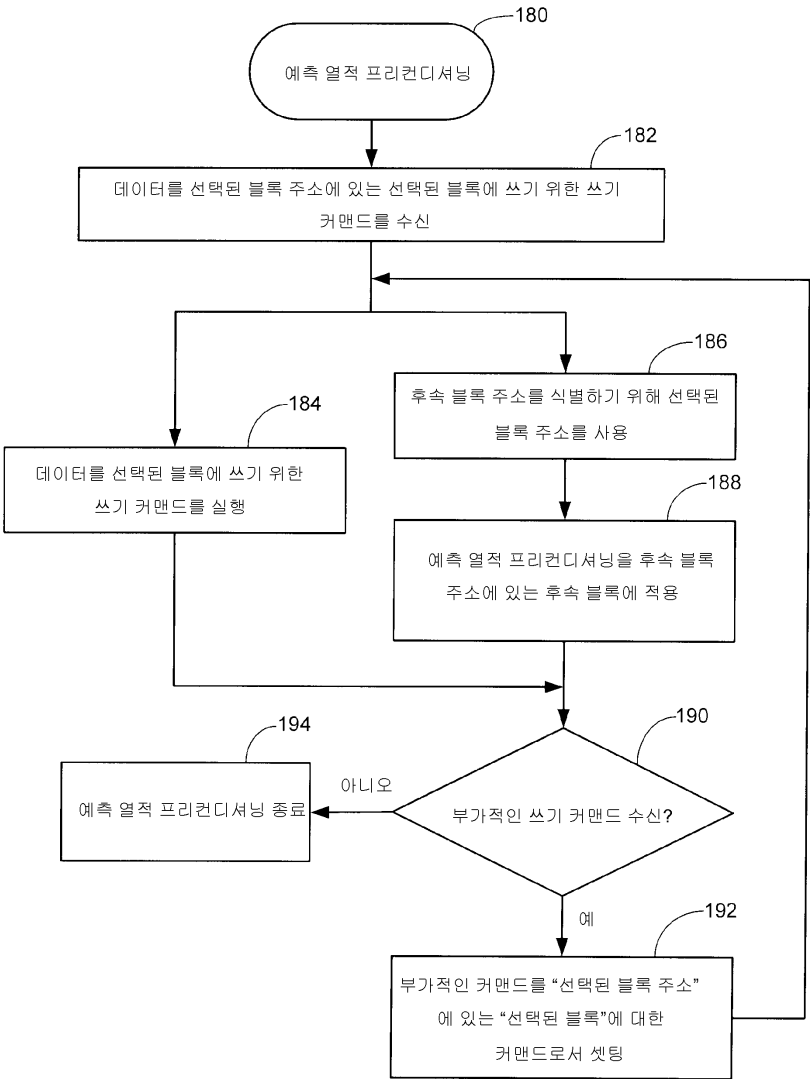 180
예측 열적 프리컨디셔닝
182
데이터를 선택된 블록 주소에 있는 선택된 블록에 쓰기 위한 쓰기
커맨드를 수신
186
후속 블록 주소를 식별하기 위해 선택된
블록 주소를 사용
184
데이터를 선택된 블록에 쓰기 위한
쓰기 커맨드를 실행
188
예측 열적 프리컨디셔닝을 후속 블록
주소에 있는 후속 블록에 적용
190
부가적인 쓰기 커맨드 수신?
194
아니오
예측 열적 프리컨디셔닝 종료
예
192
부가적인 커맨드를 “선택된 블록 주소”
에 있는 “선택된 블록”에 대한
커맨드로서 셋팅